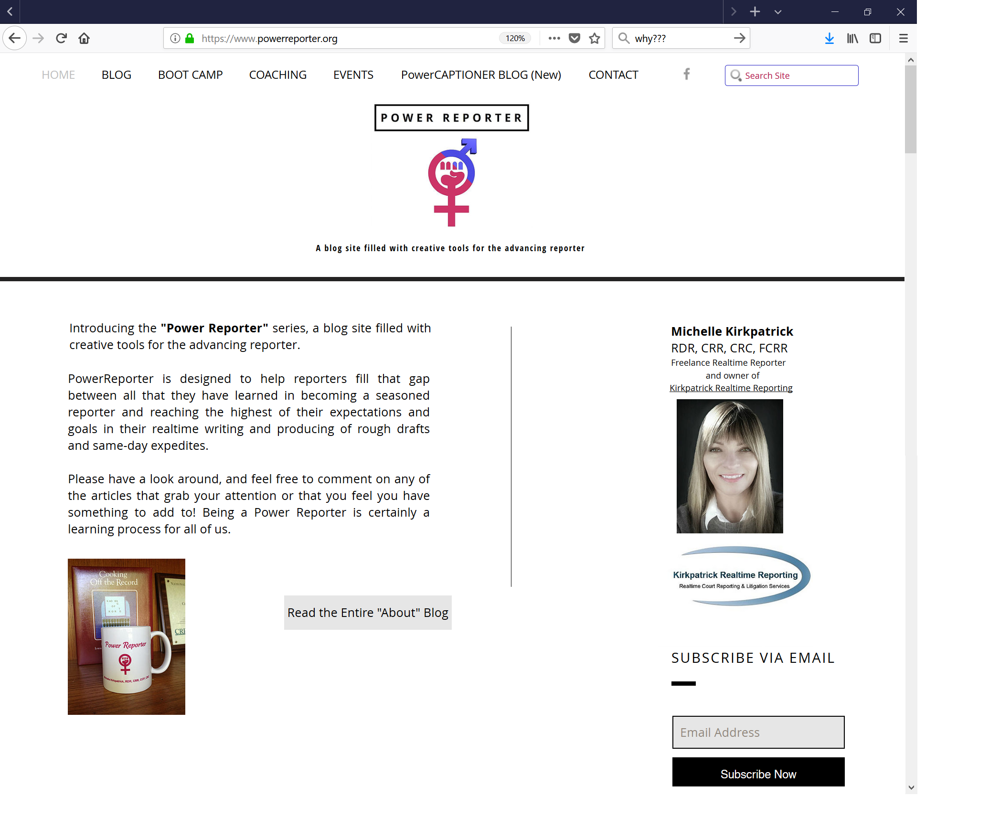 https://www.powerreporter.org
120%
why???
HOME BLOG BOOT CAMP COACHING EVENTS PowerCAPTIONER BLOG (New) CONTACT
Search Site
POWER REPORTER
A blog site filled with creative tools for the advancing reporter
Introducing the "Power Reporter" series, a blog site filled with
creative tools for the advancing reporter.
PowerReporter is designed to help reporters fill that gap
between all that they have learned in becoming a seasoned
reporter and reaching the highest of their expectations and
goals in their realtime writing and producing of rough drafts
and same-day expedites.
Please have a look around, and feel free to comment on any of
the articles that grab your attention or that you feel you have
something to add to! Being a Power Reporter is certainly a
learning process for all of us.
Cooking
Off the Record
Power Reporter
Michelle Kirkpatrick, RDR, CRR, CCP, CBC
Read the Entire "About" Blog
Michelle Kirkpatrick
RDR, CRR, CRC, FCRR
Freelance Realtime Reporter
and owner of
Kirkpatrick Realtime Reporting
Kirkpatrick Realtime Reporting
Realtime Court Reporting & Litigation Services
SUBSCRIBE VIA EMAIL
Email Address
Subscribe Now